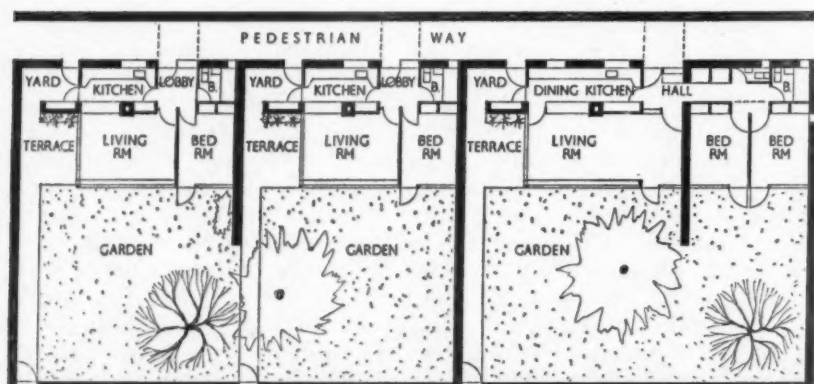 PEDESTRIAN WAY
YARD
KITCHEN
LOBBY
B.
TERRACE
LIVING RM
BED RM
GARDEN
YARD
KITCHEN
LOBBY
B.
TERRACE
LIVING RM
BED RM
GARDEN
YARD
DINING KITCHEN
HALL
B.
TERRACE
LIVING RM
BED RM
BED RM
GARDEN